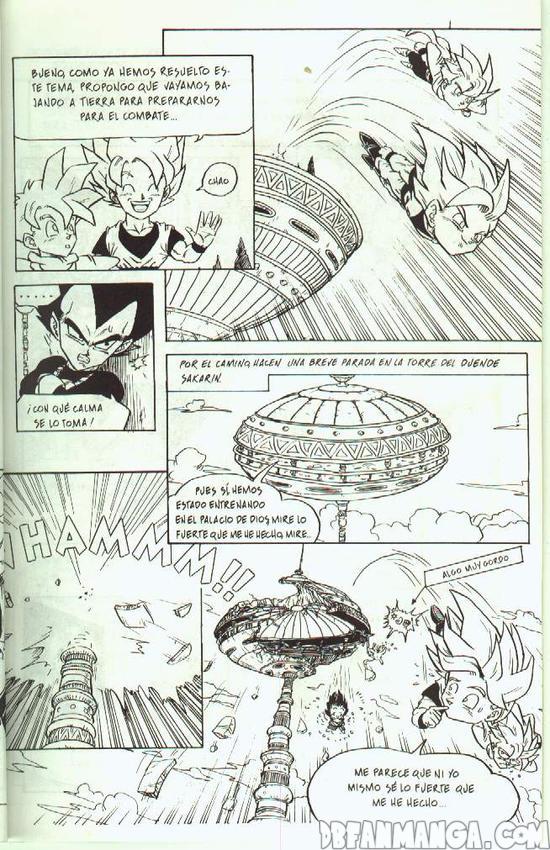 BUENO, COMO YA HEMOS RESUELTO ES-
TE TEMA, PROPONGO QUE VAYAMOS BA-
JANDO A TIERRA PARA PREPARARNOS
PARA EL COMBATE...
CHAO
.....
¡CON QUÉ CALMA
SE LO TOMA!
POR EL CAMINO, HACEN UNA BREVE PARADA EN LA TORRE DEL DUENDE
SAKARIN.
PUES SÍ, HEMOS
ESTADO ENTRENANDO
EN EL PALACIO DE DIOS, MIRE LO
FUERTE QUE ME HE HECHO, MIRE...
HAMMM!!
ALGO MUY GORDO
ME PARECE QUE NI YO
MISMO SÉ LO FUERTE QUE
ME HE HECHO...
DBFANMANGA.COM